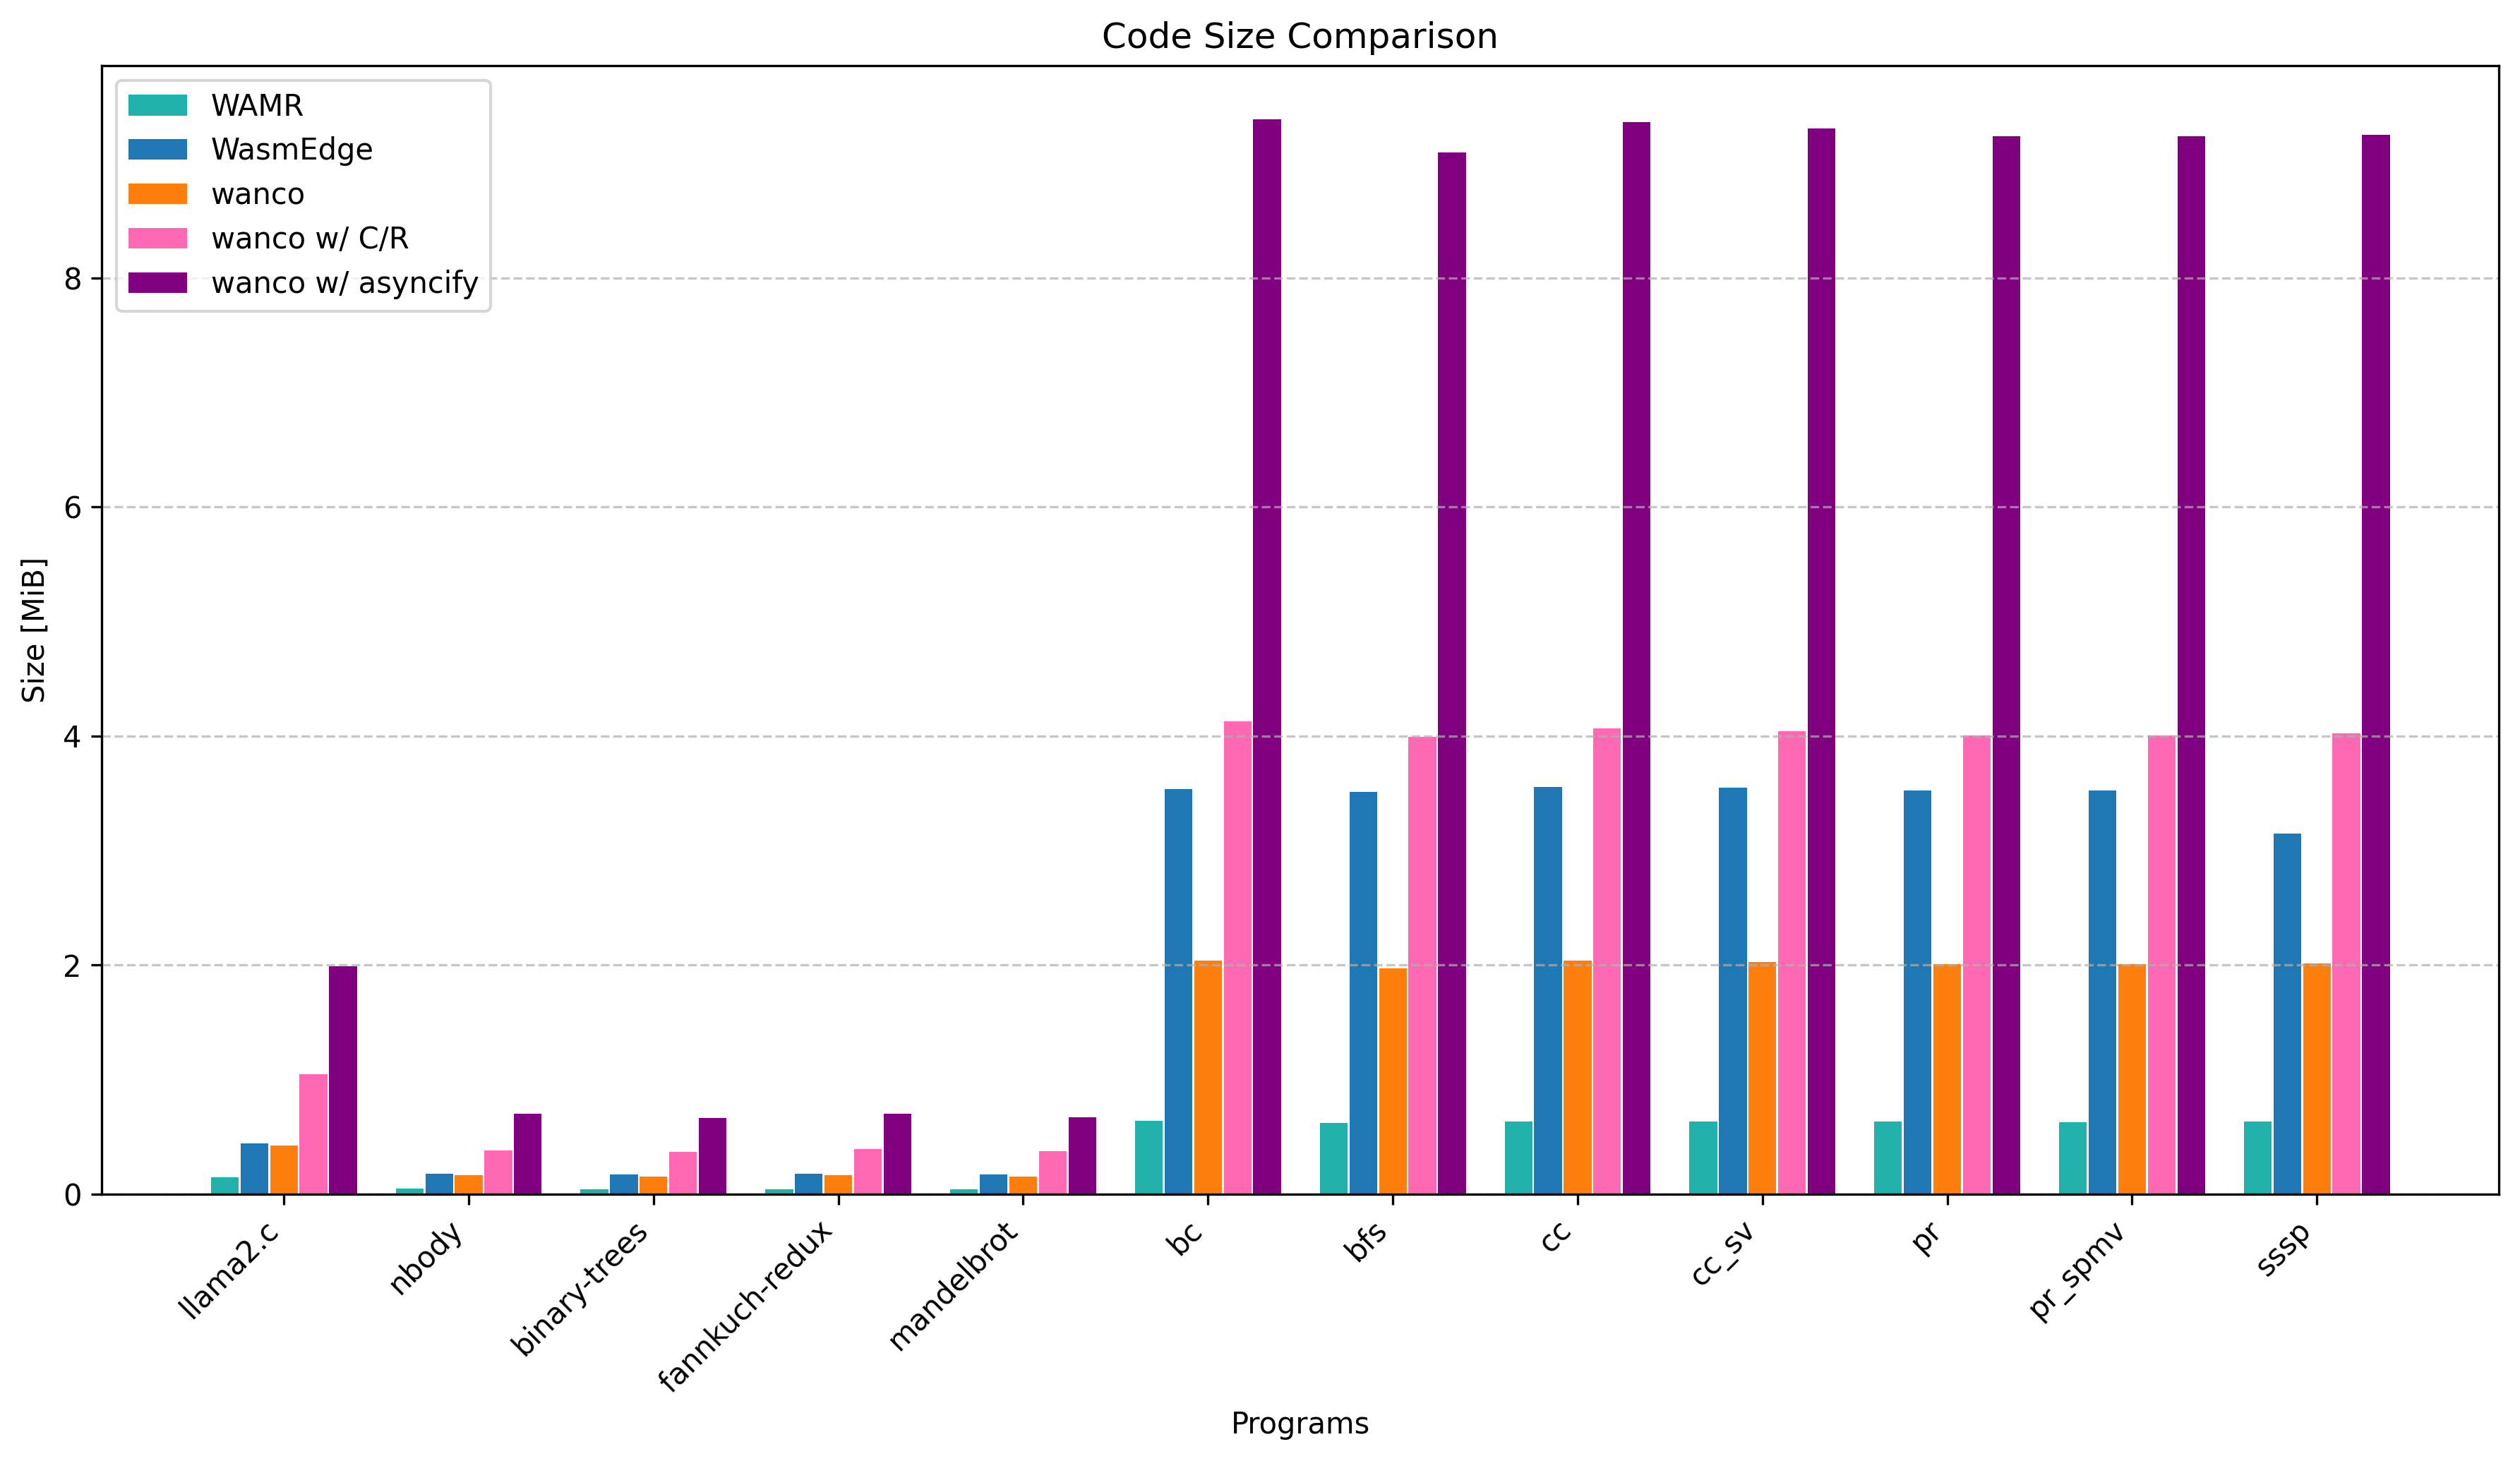 Code Size Comparison
WAMR
WasmEdge
wanco
wanco w/ C/R
wanco w/ asyncify
Size [MiB]
8
6
4
2
0
llama2.c
nbody
binary-trees
fannkuch-redux
mandelbrot
bc
bfs
cc
cc_sv
pr
pr_spmv
sssp
Programs